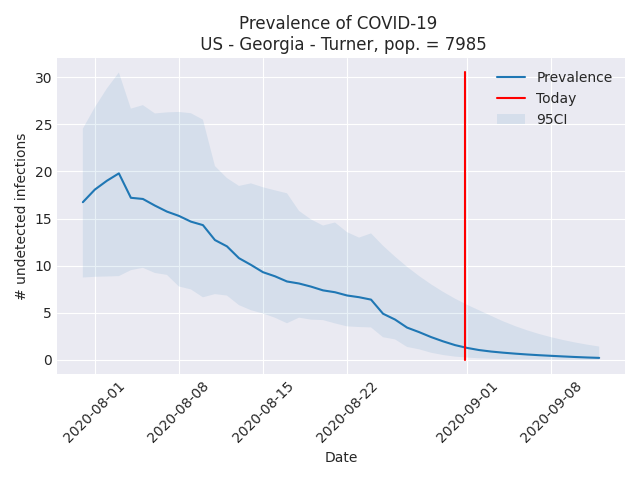 Prevalence of COVID-19
US - Georgia - Turner, pop. = 7985
Prevalence
Today
95CI
# undetected infections
30
25
20
15
10
5
0
2020-08-01
2020-08-08
2020-08-15
2020-08-22
2020-09-01
2020-09-08
Date